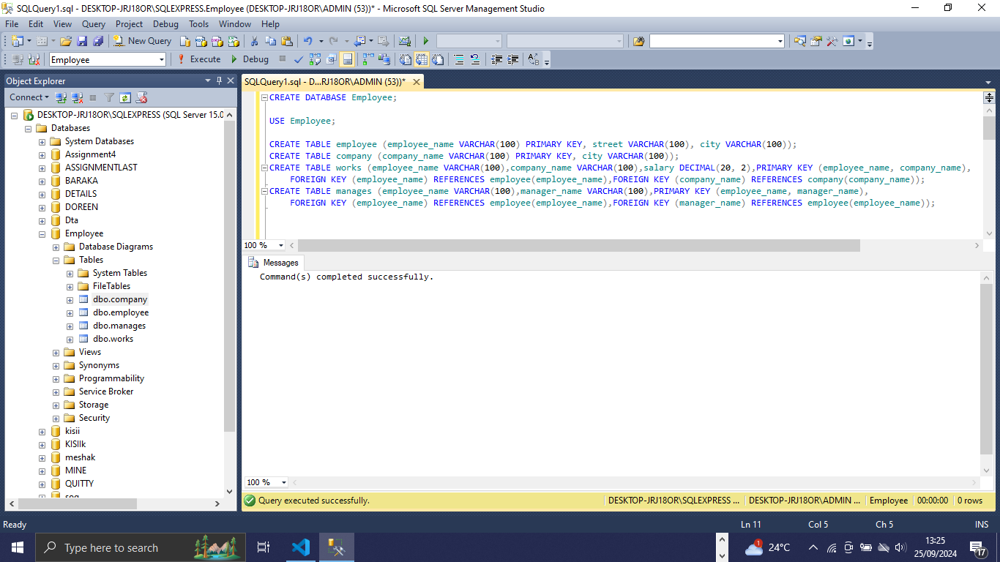 SQLQuery1.sql - DESKTOP-JRJ18OR\SQLEXPRESS.Employee (DESKTOP-JRJ18OR\ADMIN (53))* - Microsoft SQL Server Management Studio
File Edit View Query Project Debug Tools Window Help
New Query
Employee Execute Debug
Object Explorer
Connect
DESKTOP-JRJ18OR\SQLEXPRESS (SQL Server 15.0
Databases
System Databases
Assignment4
ASSIGNMENTLAST
BARAKA
DETAILS
DOREEN
Dta
Employee
Database Diagrams
Tables
System Tables
FileTables
dbo.company
dbo.employee
dbo.manages
dbo.works
Views
Synonyms
Programmability
Service Broker
Storage
Security
kisii
KISIIk
meshak
MINE
QUITTY
SQLQuery1.sql - D...RJ18OR\ADMIN (53))*
CREATE DATABASE Employee;
USE Employee;
CREATE TABLE employee (employee_name VARCHAR(100) PRIMARY KEY, street VARCHAR(100), city VARCHAR(100));
CREATE TABLE company (company_name VARCHAR(100) PRIMARY KEY, city VARCHAR(100));
CREATE TABLE works (employee_name VARCHAR(100),company_name VARCHAR(100),salary DECIMAL(20, 2),PRIMARY KEY (employee_name, company_name),
FOREIGN KEY (employee_name) REFERENCES employee(employee_name),FOREIGN KEY (company_name) REFERENCES company(company_name));
CREATE TABLE manages (employee_name VARCHAR(100),manager_name VARCHAR(100),PRIMARY KEY (employee_name, manager_name),
FOREIGN KEY (employee_name) REFERENCES employee(employee_name),FOREIGN KEY (manager_name) REFERENCES employee(employee_name));
100 %
Messages
Command(s) completed successfully.
100 %
Query executed successfully. DESKTOP-JRJ18OR\SQLEXPRESS ... DESKTOP-JRJ18OR\ADMIN ... Employee 00:00:00 0 rows
Ready Ln 11 Col 5 Ch 5 INS
Type here to search 1 24°C 13:25
25/09/2024 17